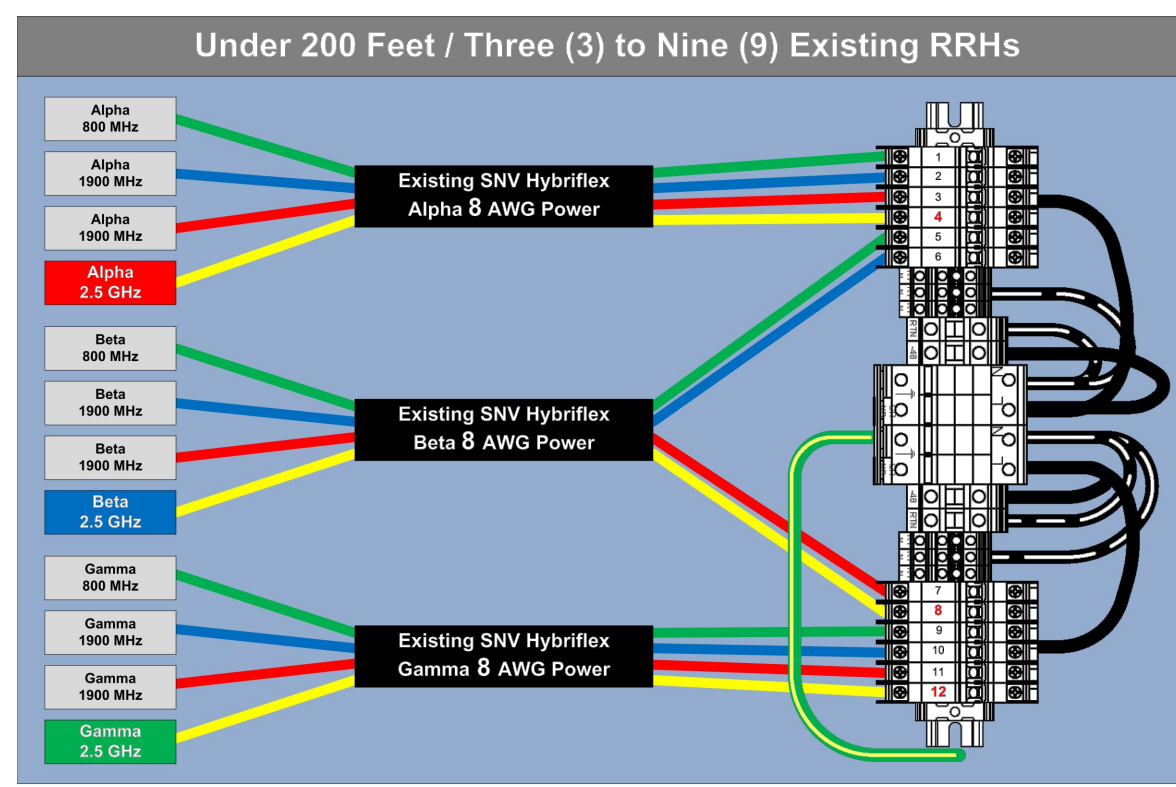 Under 200 Feet / Three (3) to Nine (9) Existing RRHs
Alpha
800 MHz
Alpha
1900 MHz
Alpha
1900 MHz
Alpha
2.5 GHz
Existing SNV Hybriflex
Alpha 8 AWG Power
Beta
800 MHz
Beta
1900 MHz
Beta
1900 MHz
Beta
2.5 GHz
Existing SNV Hybriflex
Beta 8 AWG Power
Gamma
800 MHz
Gamma
1900 MHz
Gamma
1900 MHz
Gamma
2.5 GHz
Existing SNV Hybriflex
Gamma 8 AWG Power
1
2
3
4
5
6
RTN
-48
N
L
N
L
-48
RTN
7
8
9
10
11
12